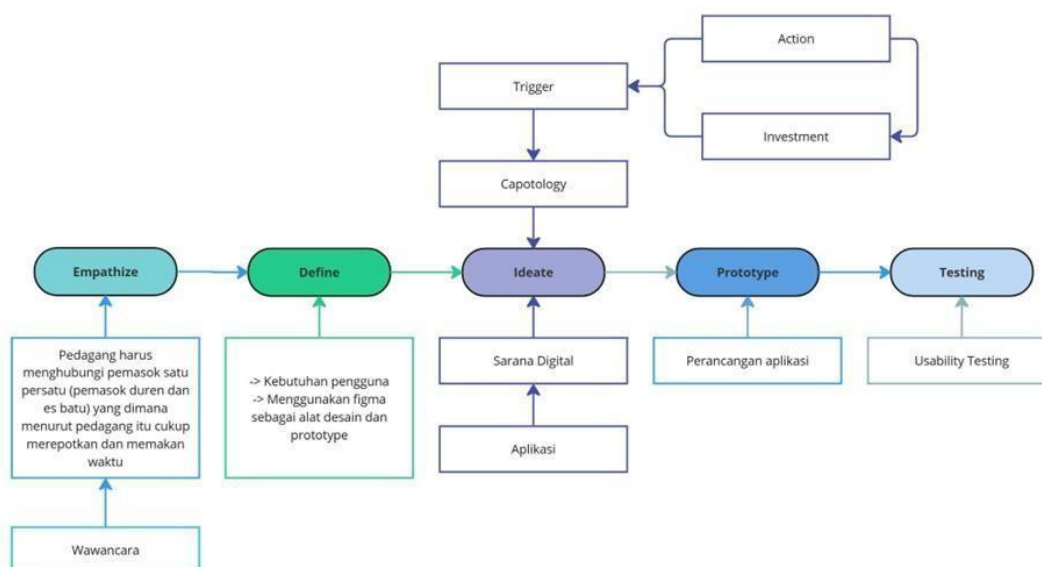 Action
Trigger
Investment
Capotology
Empathize
Define
Ideate
Prototype
Testing
Pedagang harus
menghubungi pemasok satu
persatu (pemasok duren dan
es batu) yang dimana
menurut pedagang itu cukup
merepotkan dan memakan
waktu
-> Kebutuhan pengguna
-> Menggunakan figma
sebagai alat desain dan
prototype
Sarana Digital
Perancangan aplikasi
Usability Testing
Aplikasi
Wawancara